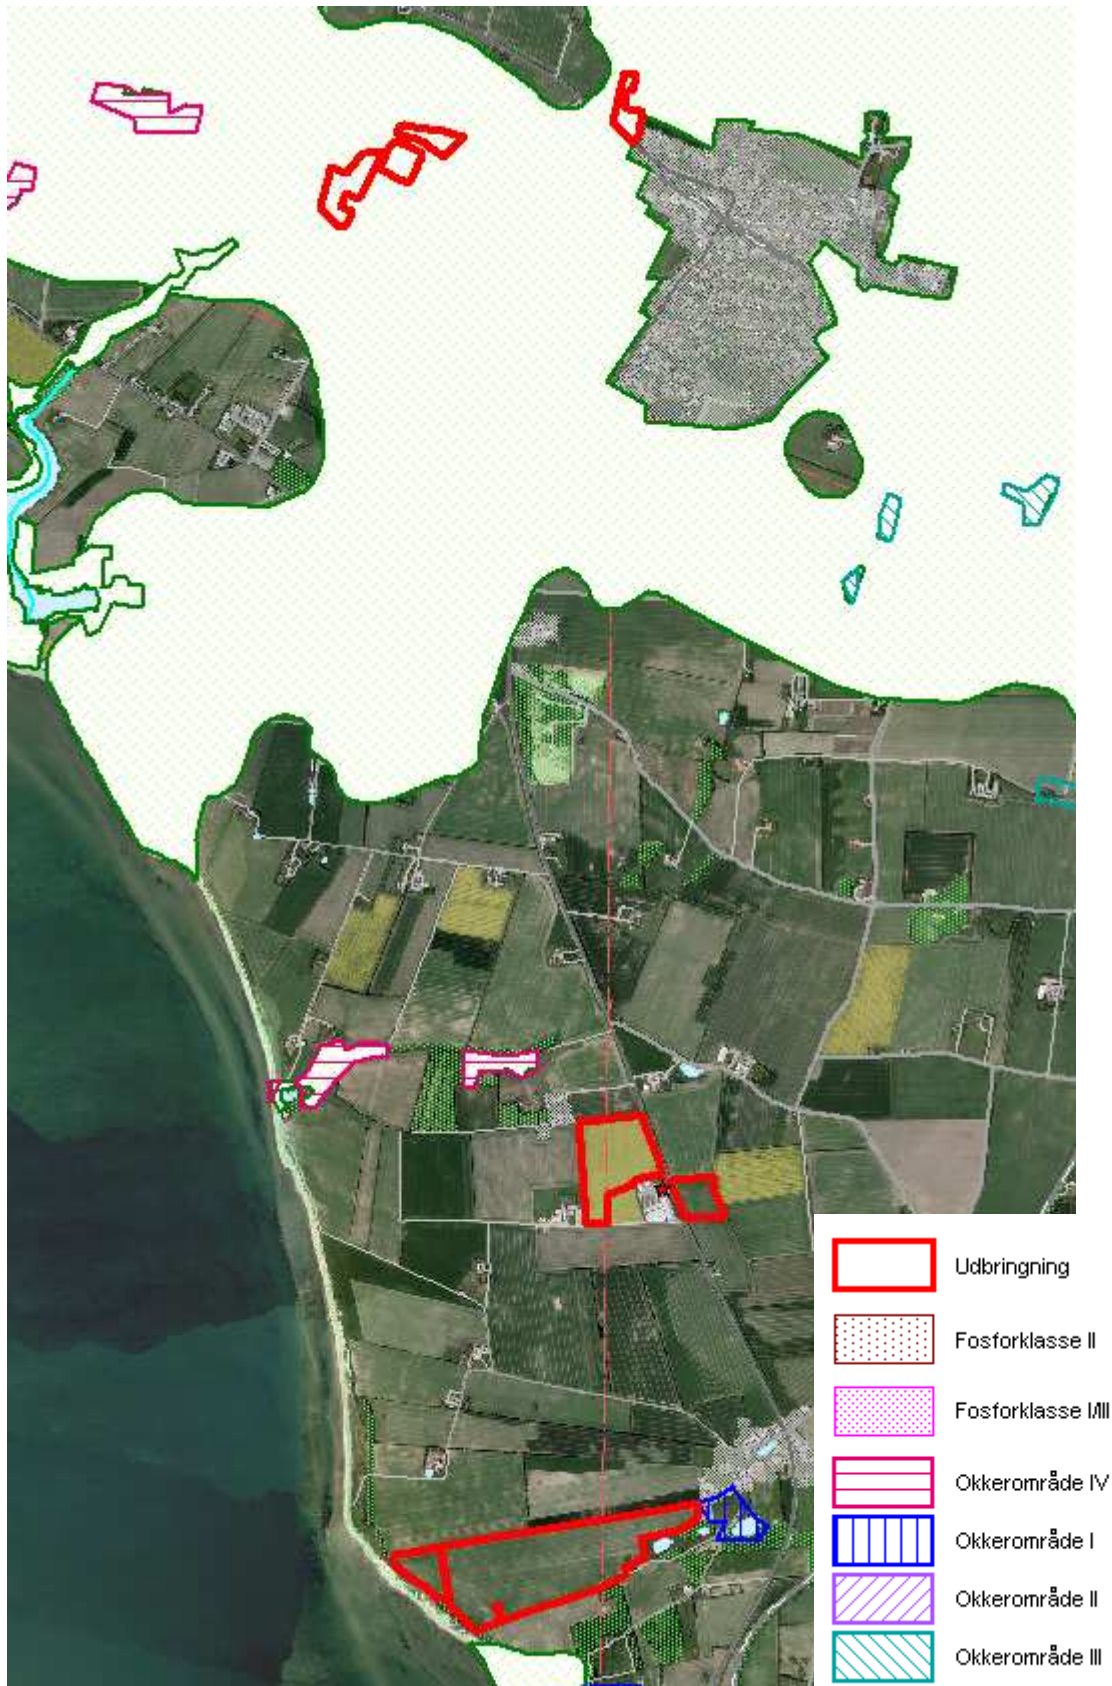 Udbringning
Fosforklasse II
Fosforklasse I/III
Okkerområde IV
Okkerområde I
Okkerområde II
Okkerområde III